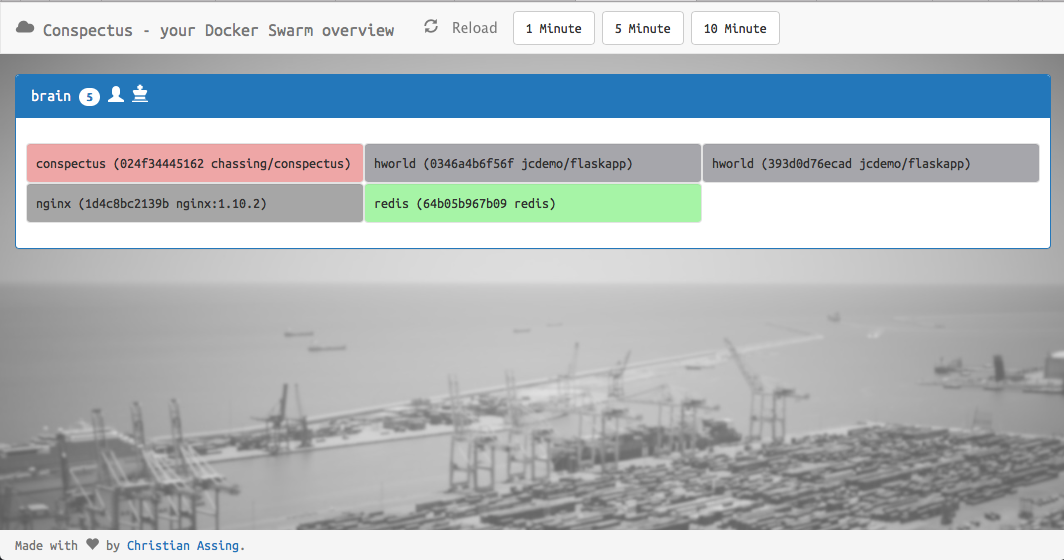 Conspectus - your Docker Swarm overview Reload 1 Minute 5 Minute 10 Minute
brain 5
conspectus (024f34445162 chassing/conspectus) hworld (0346a4b6f56f jcdemo/flaskapp) hworld (393d0d76ecad jcdemo/flaskapp)
nginx (1d4c8bc2139b nginx:1.10.2) redis (64b05b967b09 redis)
Made with by Christian Assing.